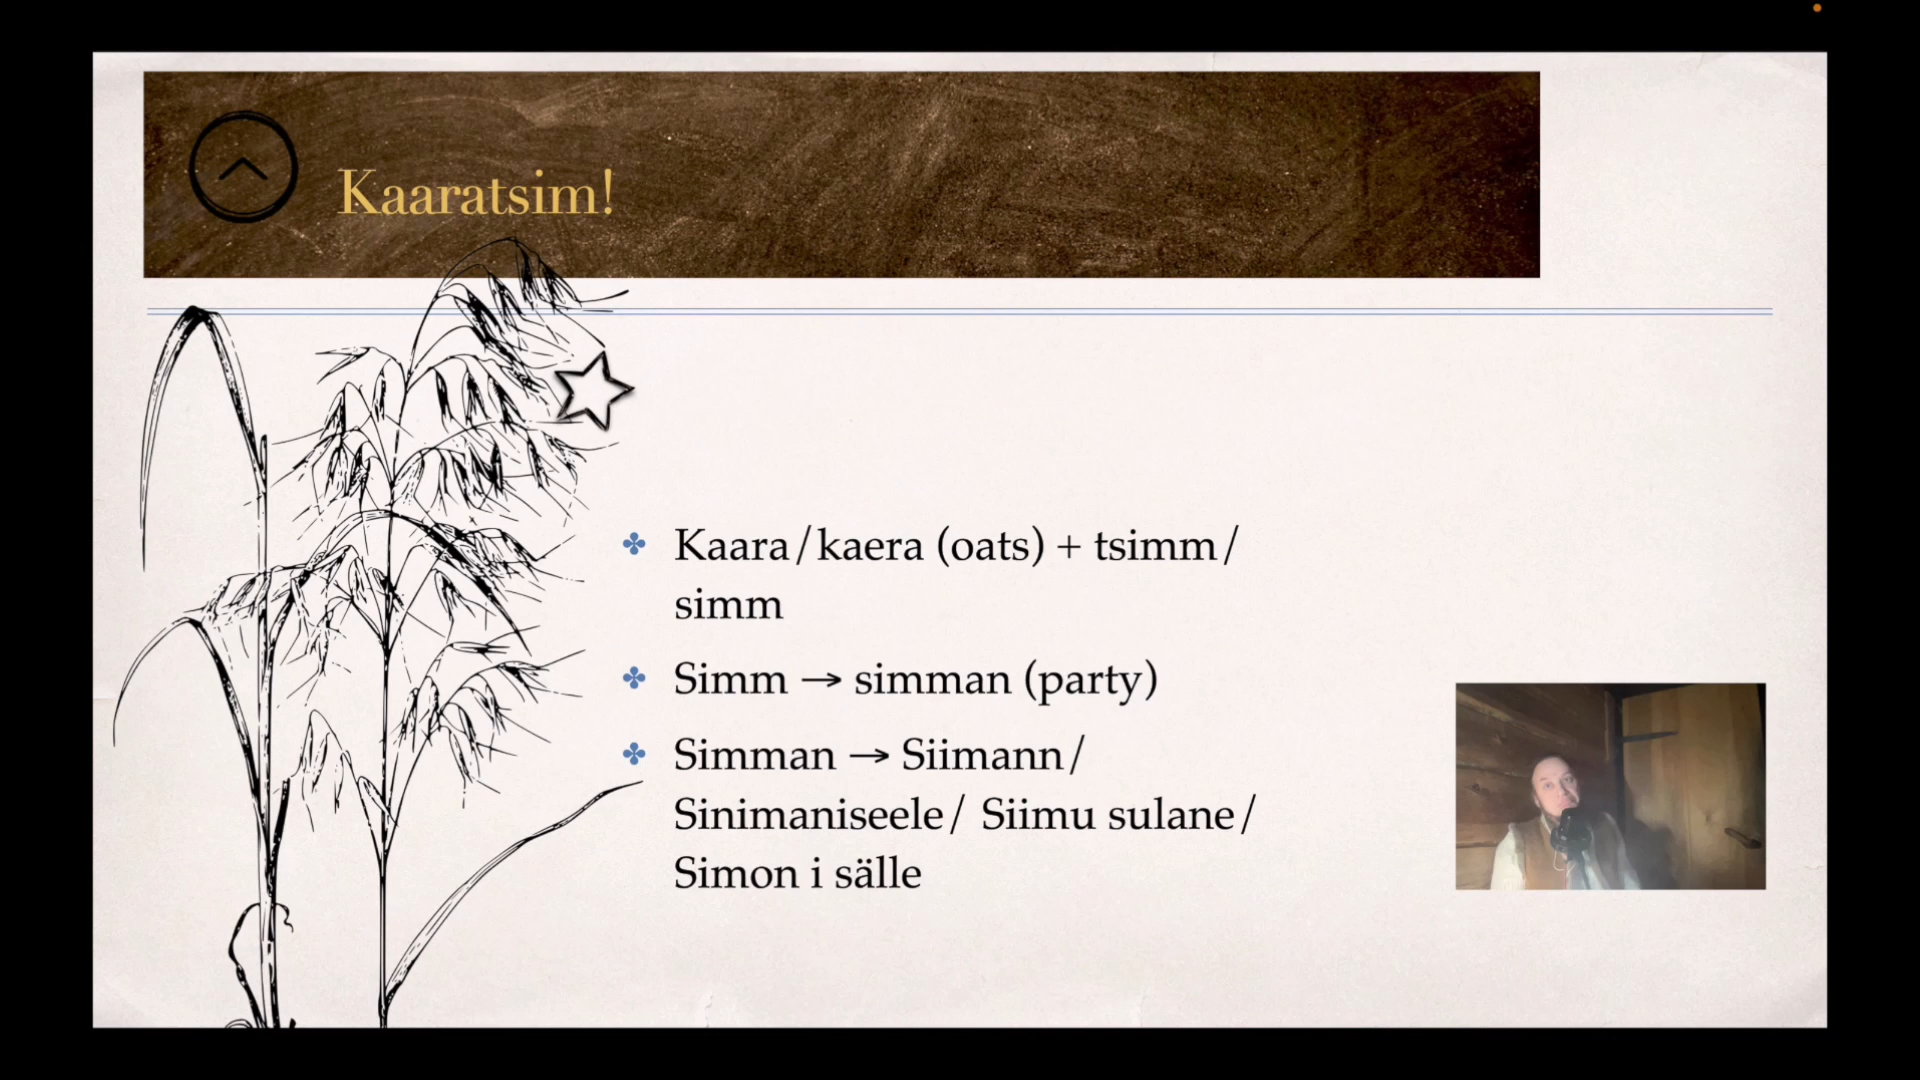 Kaaratsim!
Kaara/kaera (oats) + tsimm/
simm
Simm → simman (party)
Simman → Siimann/
Sinimaniseele/ Siimu sulane/
Simon i sälle